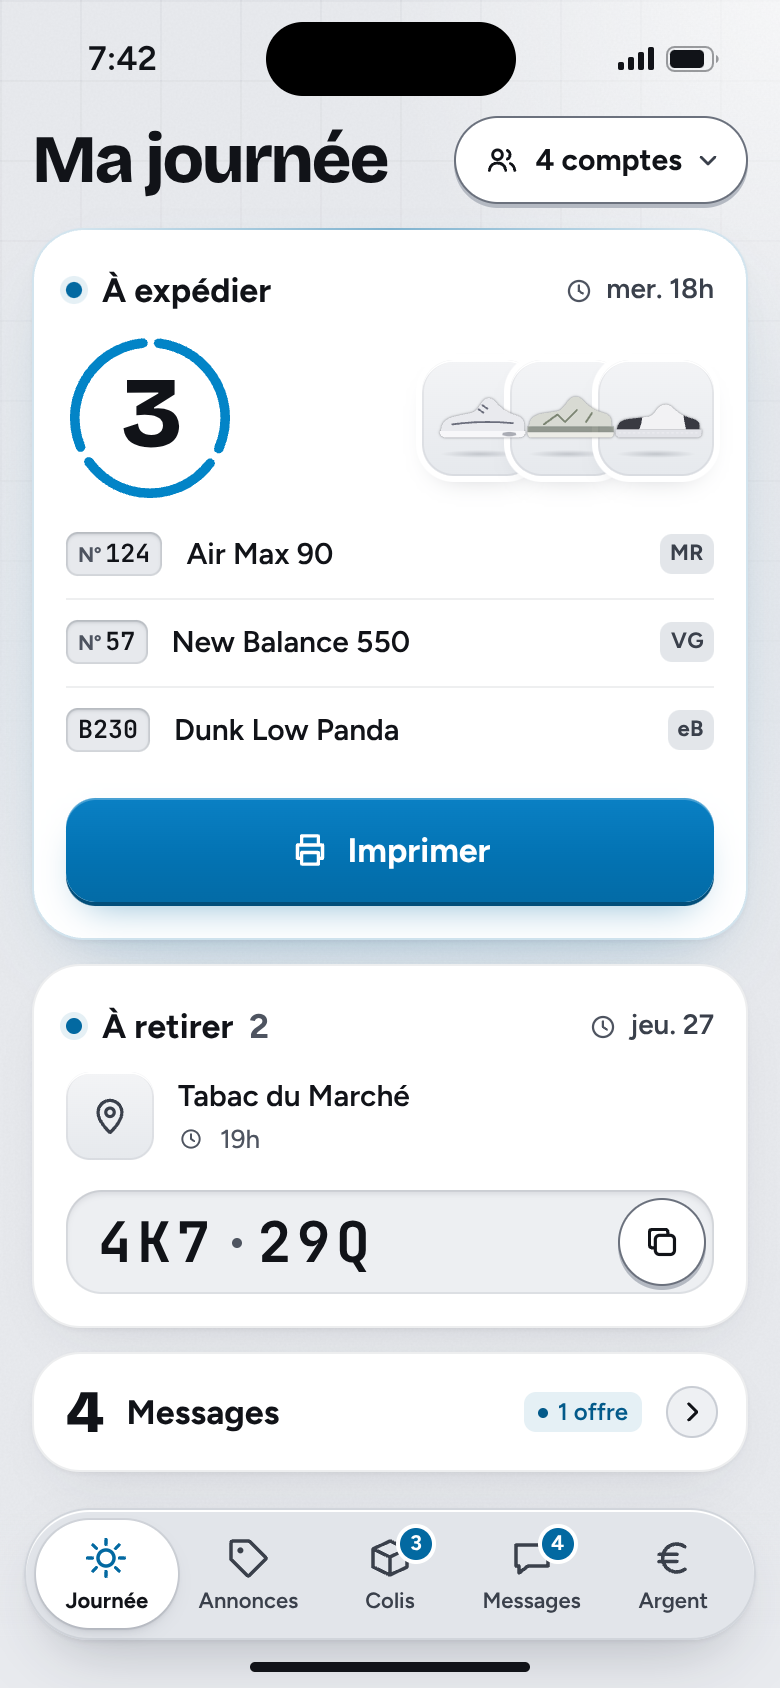 7:42
Ma journée
4 comptes
À expédier
mer. 18h
3
N° 124 Air Max 90 MR
N° 57 New Balance 550 VG
B230 Dunk Low Panda eB
Imprimer
À retirer 2
jeu. 27
Tabac du Marché
19h
4K7 · 29Q
4 Messages
1 offre
3
4
Journée Annonces Colis Messages Argent